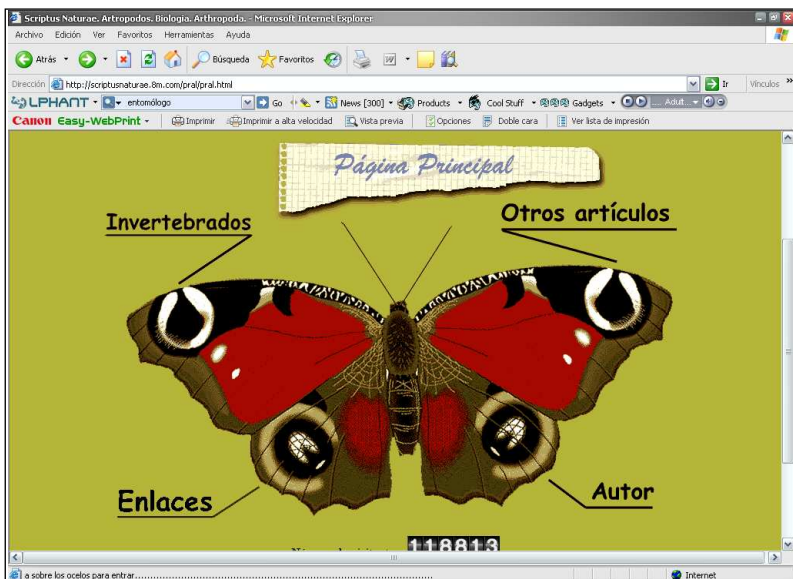 Scriptus Naturae. Artropodos. Biología. Arthropoda. - Microsoft Internet Explorer
Archivo Edición Ver Favoritos Herramientas Ayuda
Atrás Búsqueda Favoritos
Dirección http://scriptusnaturae.8m.com/pral/pral.html Ir Vínculos »
LPHANT entomólogo Go News [300] Products Cool Stuff Gadgets ... Adult...
Canon Easy-WebPrint Imprimir Imprimir a alta velocidad Vista previa Opciones Doble cara Ver lista de impresión
Página Principal
Invertebrados
Otros artículos
Enlaces
Autor
118813
a sobre los ocelos para entrar...
Internet